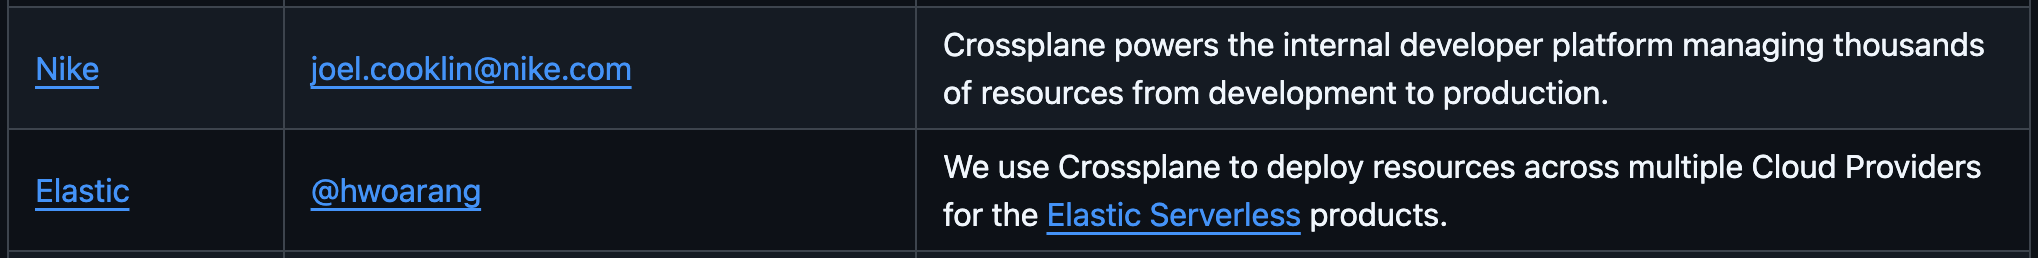 Nike
joel.cooklin@nike.com
Crossplane powers the internal developer platform managing thousands
of resources from development to production.
Elastic
@hwoarang
We use Crossplane to deploy resources across multiple Cloud Providers
for the Elastic Serverless products.